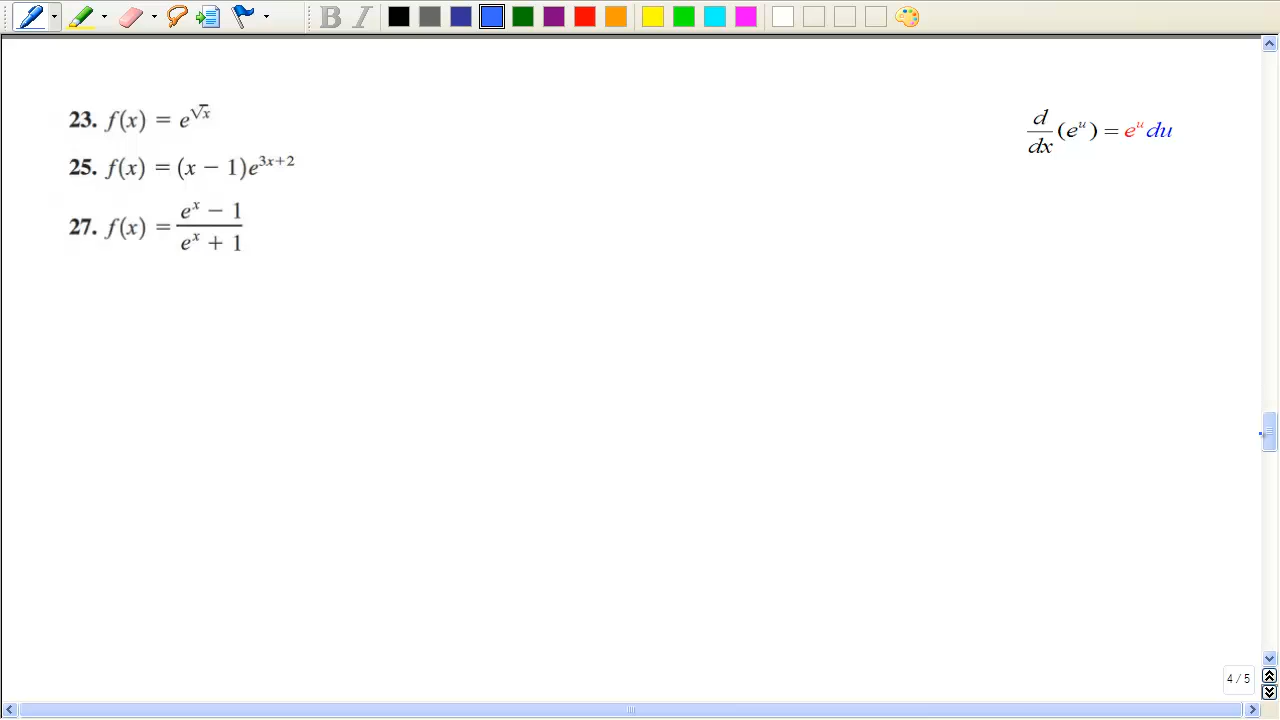 B I
23. f(x) = e^{√x}
d/dx (e^u) = e^u du
25. f(x) = (x − 1)e^{3x+2}
27. f(x) = (e^x − 1)/(e^x + 1)
4 / 5